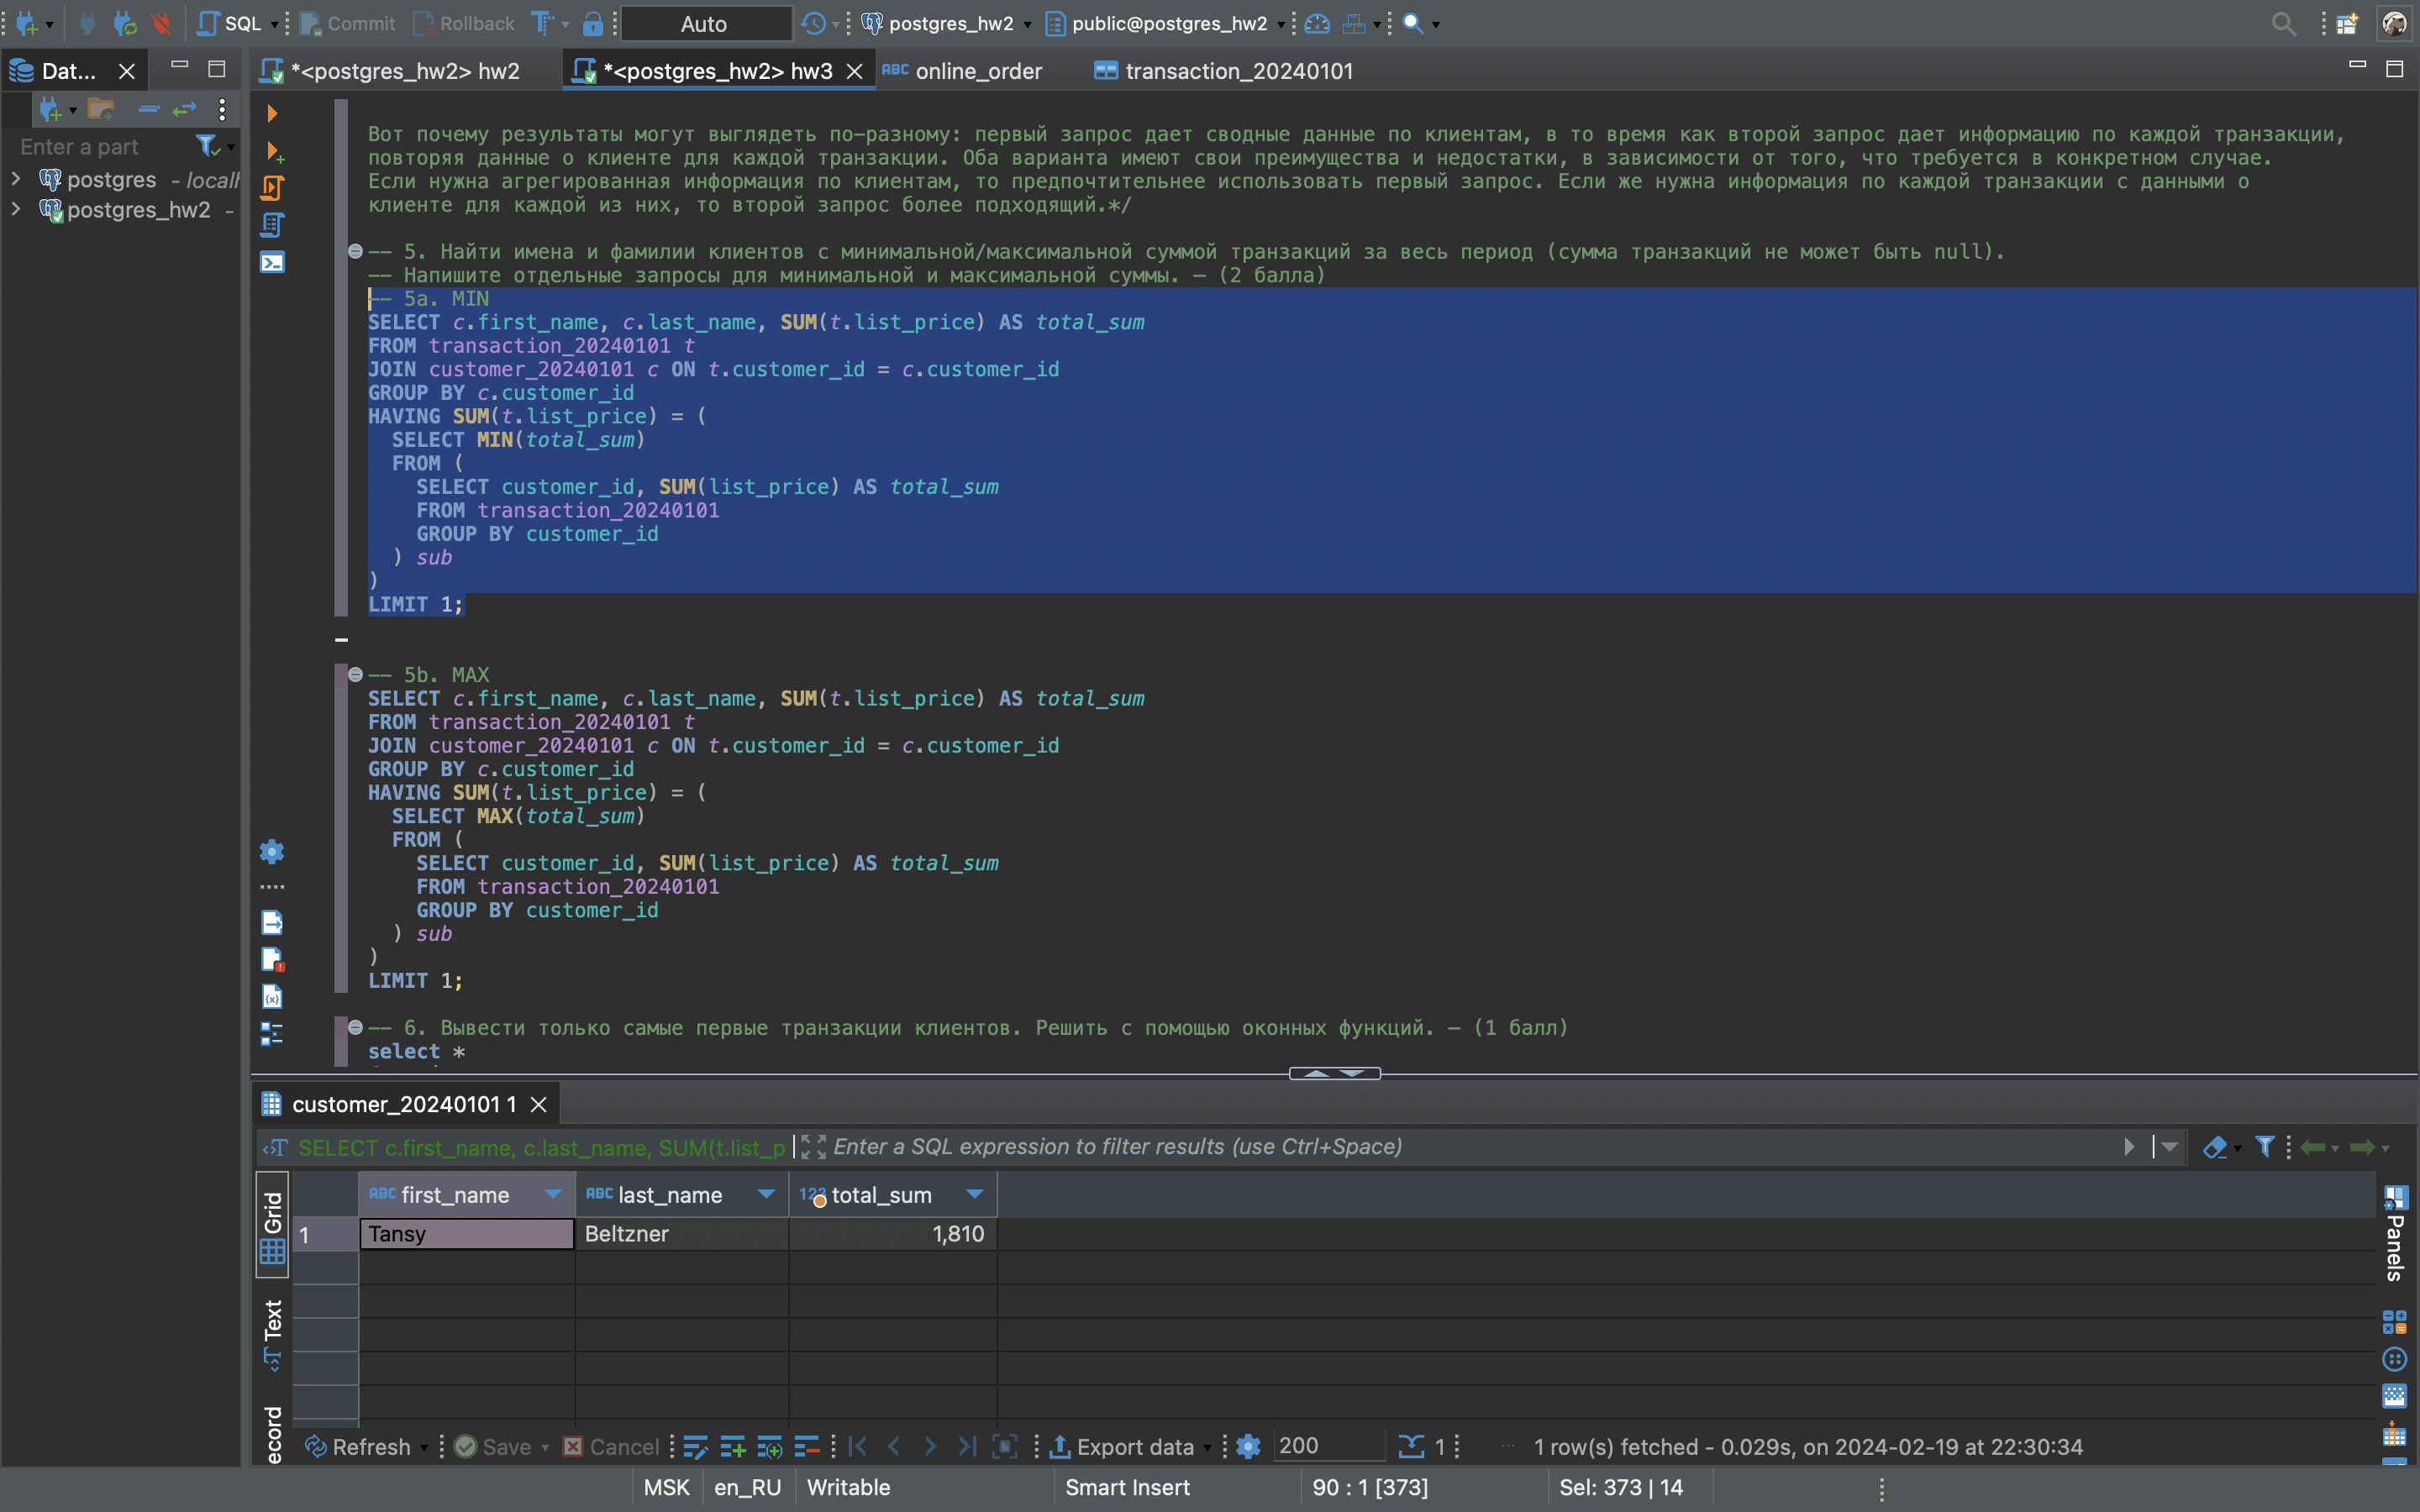 SQL
Commit
Rollback
Auto
postgres_hw2
public@postgres_hw2
Dat...
*<postgres_hw2> hw2
*<postgres_hw2> hw3
ABC online_order
transaction_20240101
Enter a part
postgres - localh
postgres_hw2 -
Вот почему результаты могут выглядеть по-разному: первый запрос дает сводные данные по клиентам, в то время как второй запрос дает информацию по каждой транзакции,
повторяя данные о клиенте для каждой транзакции. Оба варианта имеют свои преимущества и недостатки, в зависимости от того, что требуется в конкретном случае.
Если нужна агрегированная информация по клиентам, то предпочтительнее использовать первый запрос. Если же нужна информация по каждой транзакции с данными о
клиенте для каждой из них, то второй запрос более подходящий.*/
-- 5. Найти имена и фамилии клиентов с минимальной/максимальной суммой транзакций за весь период (сумма транзакций не может быть null).
-- Напишите отдельные запросы для минимальной и максимальной суммы. — (2 балла)
-- 5a. MIN
SELECT c.first_name, c.last_name, SUM(t.list_price) AS total_sum
FROM transaction_20240101 t
JOIN customer_20240101 c ON t.customer_id = c.customer_id
GROUP BY c.customer_id
HAVING SUM(t.list_price) = (
SELECT MIN(total_sum)
FROM (
SELECT customer_id, SUM(list_price) AS total_sum
FROM transaction_20240101
GROUP BY customer_id
) sub
)
LIMIT 1;
-- 5b. MAX
SELECT c.first_name, c.last_name, SUM(t.list_price) AS total_sum
FROM transaction_20240101 t
JOIN customer_20240101 c ON t.customer_id = c.customer_id
GROUP BY c.customer_id
HAVING SUM(t.list_price) = (
SELECT MAX(total_sum)
FROM (
SELECT customer_id, SUM(list_price) AS total_sum
FROM transaction_20240101
GROUP BY customer_id
) sub
)
LIMIT 1;
-- 6. Вывести только самые первые транзакции клиентов. Решить с помощью оконных функций. — (1 балл)
select *
customer_20240101 1
SELECT c.first_name, c.last_name, SUM(t.list_p
Enter a SQL expression to filter results (use Ctrl+Space)
Grid
Text
ecord
Panels
ABC first_name
ABC last_name
123 total_sum
1 Tansy Beltzner 1,810
Refresh
Save
Cancel
Export data
200
1
1 row(s) fetched - 0.029s, on 2024-02-19 at 22:30:34
MSK
en_RU
Writable
Smart Insert
90 : 1 [373]
Sel: 373 | 14